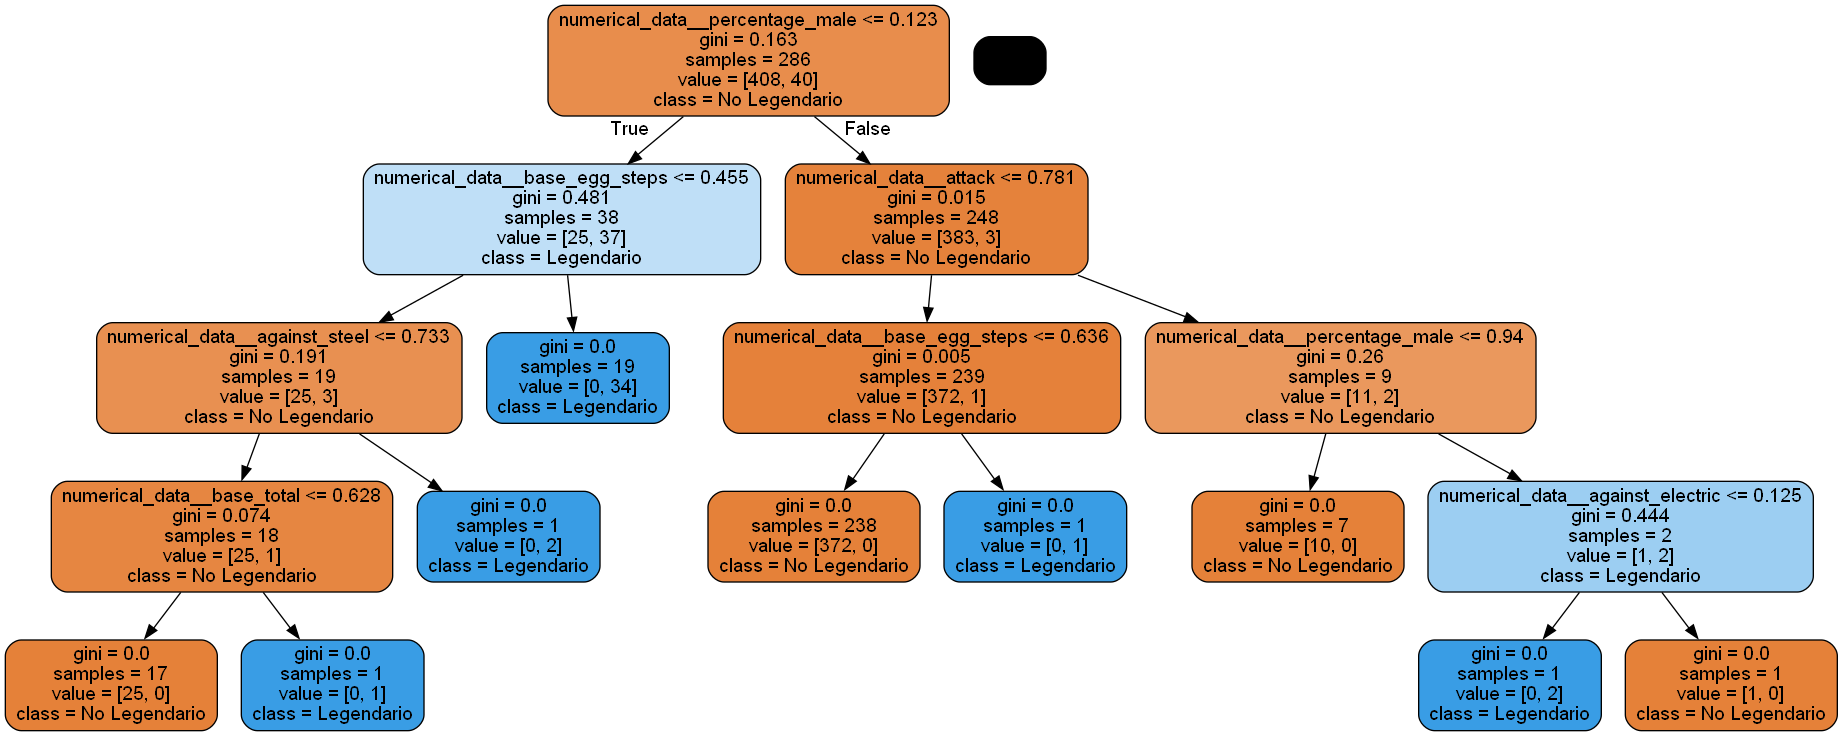 numerical_data__percentage_male <= 0.123
gini = 0.163
samples = 286
value = [408, 40]
class = No Legendario
True
False
numerical_data__base_egg_steps <= 0.455
gini = 0.481
samples = 38
value = [25, 37]
class = Legendario
numerical_data__attack <= 0.781
gini = 0.015
samples = 248
value = [383, 3]
class = No Legendario
numerical_data__against_steel <= 0.733
gini = 0.191
samples = 19
value = [25, 3]
class = No Legendario
gini = 0.0
samples = 19
value = [0, 34]
class = Legendario
numerical_data__base_egg_steps <= 0.636
gini = 0.005
samples = 239
value = [372, 1]
class = No Legendario
numerical_data__percentage_male <= 0.94
gini = 0.26
samples = 9
value = [11, 2]
class = No Legendario
numerical_data__base_total <= 0.628
gini = 0.074
samples = 18
value = [25, 1]
class = No Legendario
gini = 0.0
samples = 1
value = [0, 2]
class = Legendario
gini = 0.0
samples = 238
value = [372, 0]
class = No Legendario
gini = 0.0
samples = 1
value = [0, 1]
class = Legendario
gini = 0.0
samples = 7
value = [10, 0]
class = No Legendario
numerical_data__against_electric <= 0.125
gini = 0.444
samples = 2
value = [1, 2]
class = Legendario
gini = 0.0
samples = 17
value = [25, 0]
class = No Legendario
gini = 0.0
samples = 1
value = [0, 1]
class = Legendario
gini = 0.0
samples = 1
value = [0, 2]
class = Legendario
gini = 0.0
samples = 1
value = [1, 0]
class = No Legendario